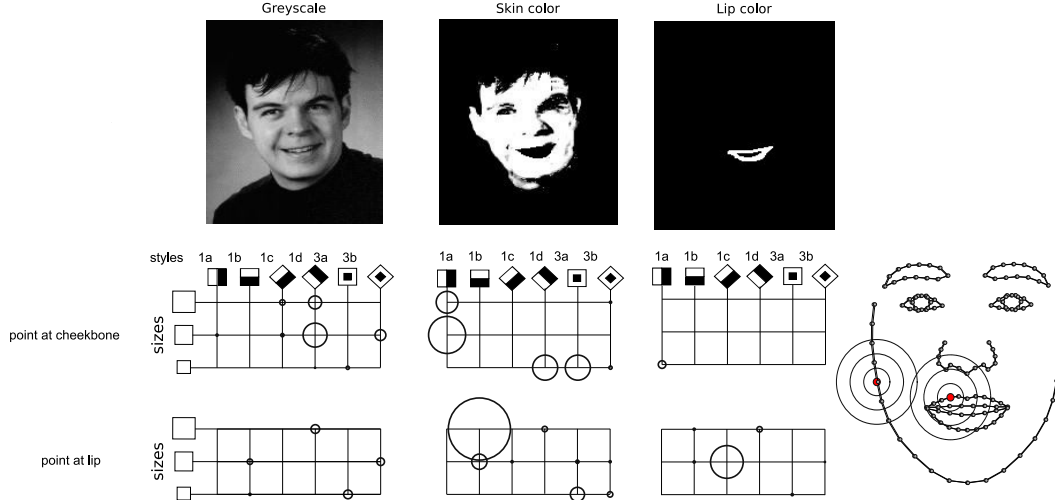 Greyscale Skin color Lip color
styles 1a 1b 1c 1d 3a 3b 1a 1b 1c 1d 3a 3b 1a 1b 1c 1d 3a 3b
point at cheekbone sizes
point at lip sizes